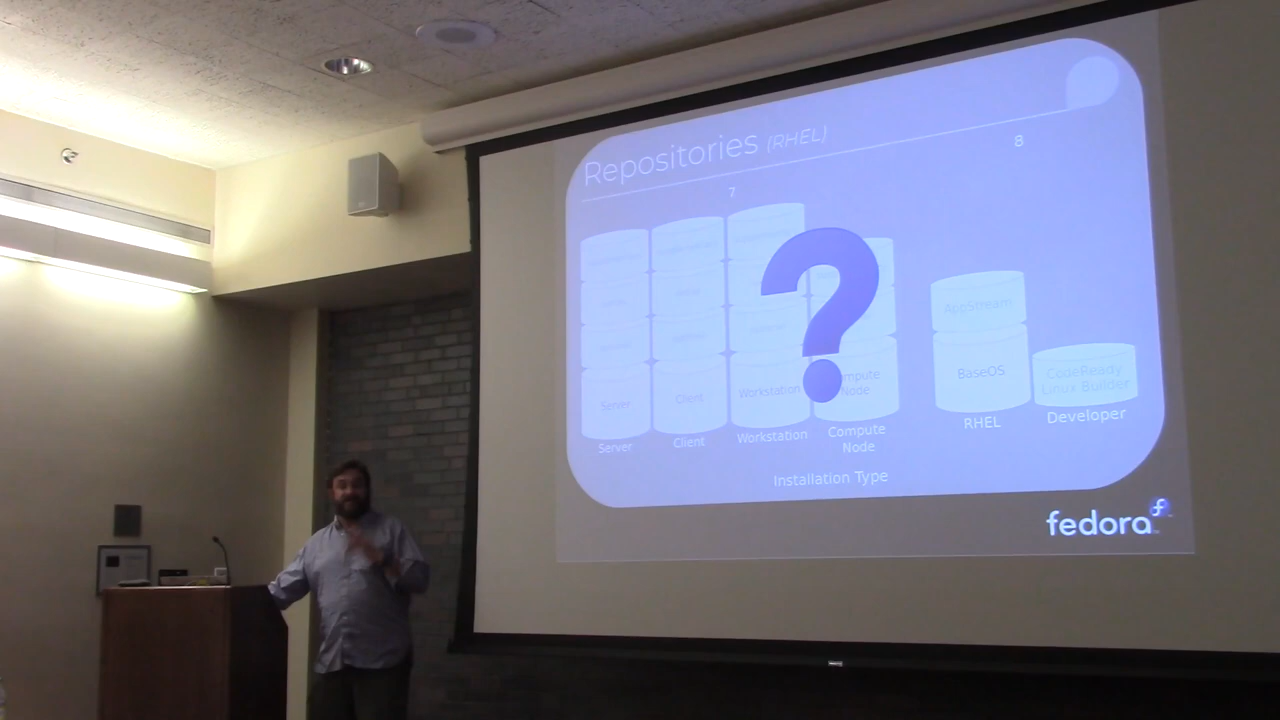 Repositories (RHEL)
7
8
AppStream
BaseOS
CodeReady
Linux Builder
Server
Client
Workstation
Node
Server
Client
Workstation
Compute
Node
RHEL
Developer
Installation Type
?
fedora